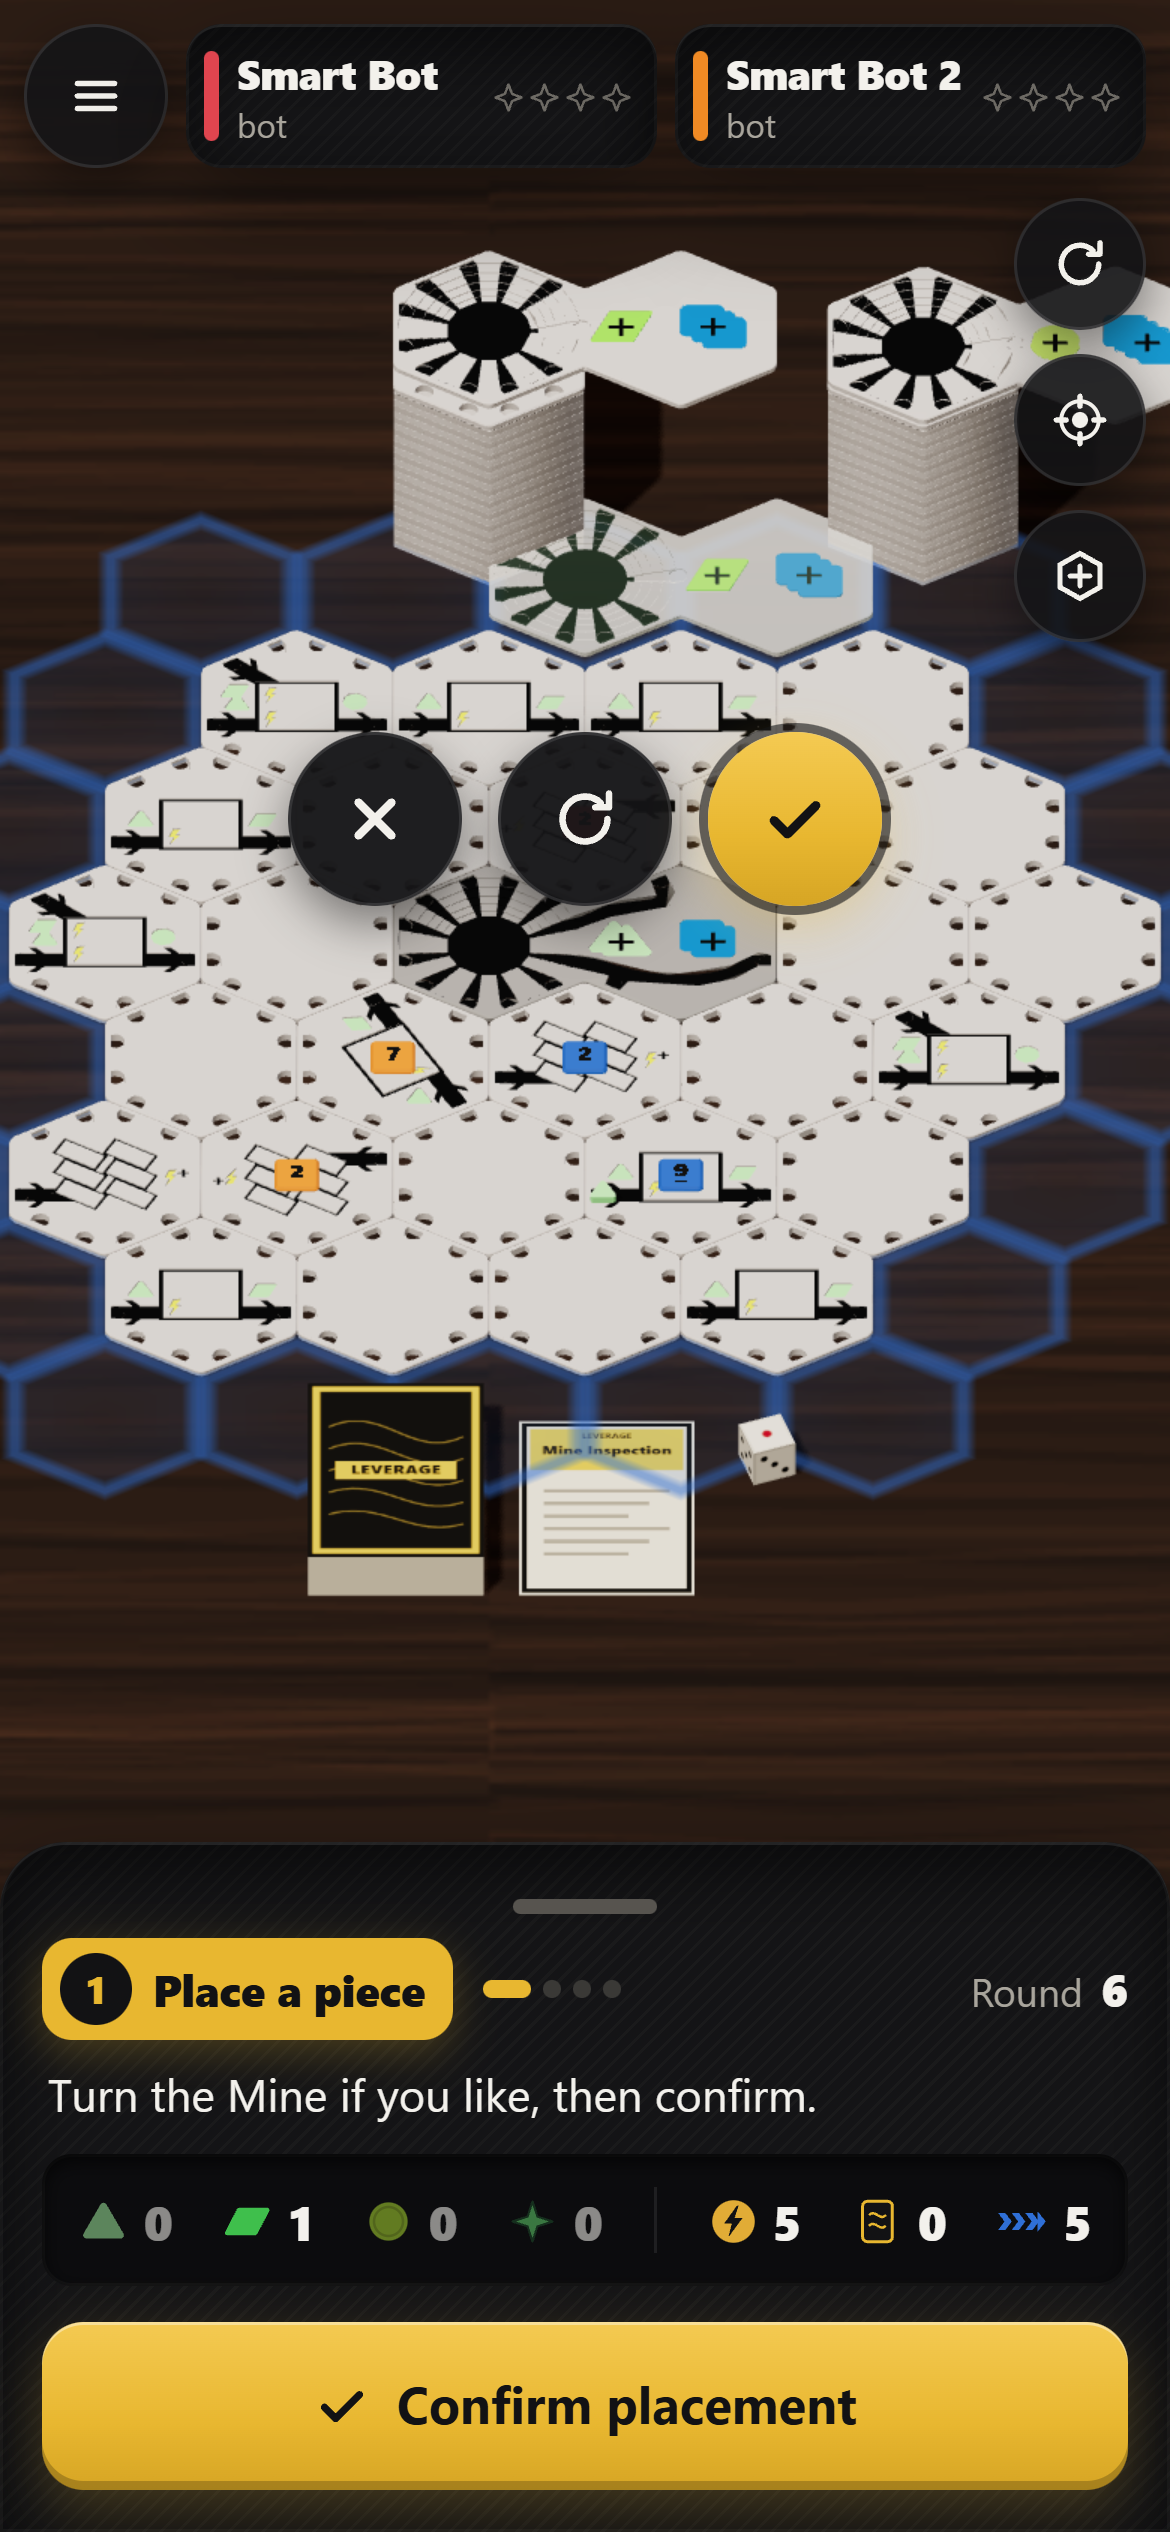 Smart Bot
bot
Smart Bot 2
bot
7
2
2
9
LEVERAGE
LEVERAGE
Mine Inspection
1 Place a piece
Round 6
Turn the Mine if you like, then confirm.
0 1 0 0 5 0 5
Confirm placement